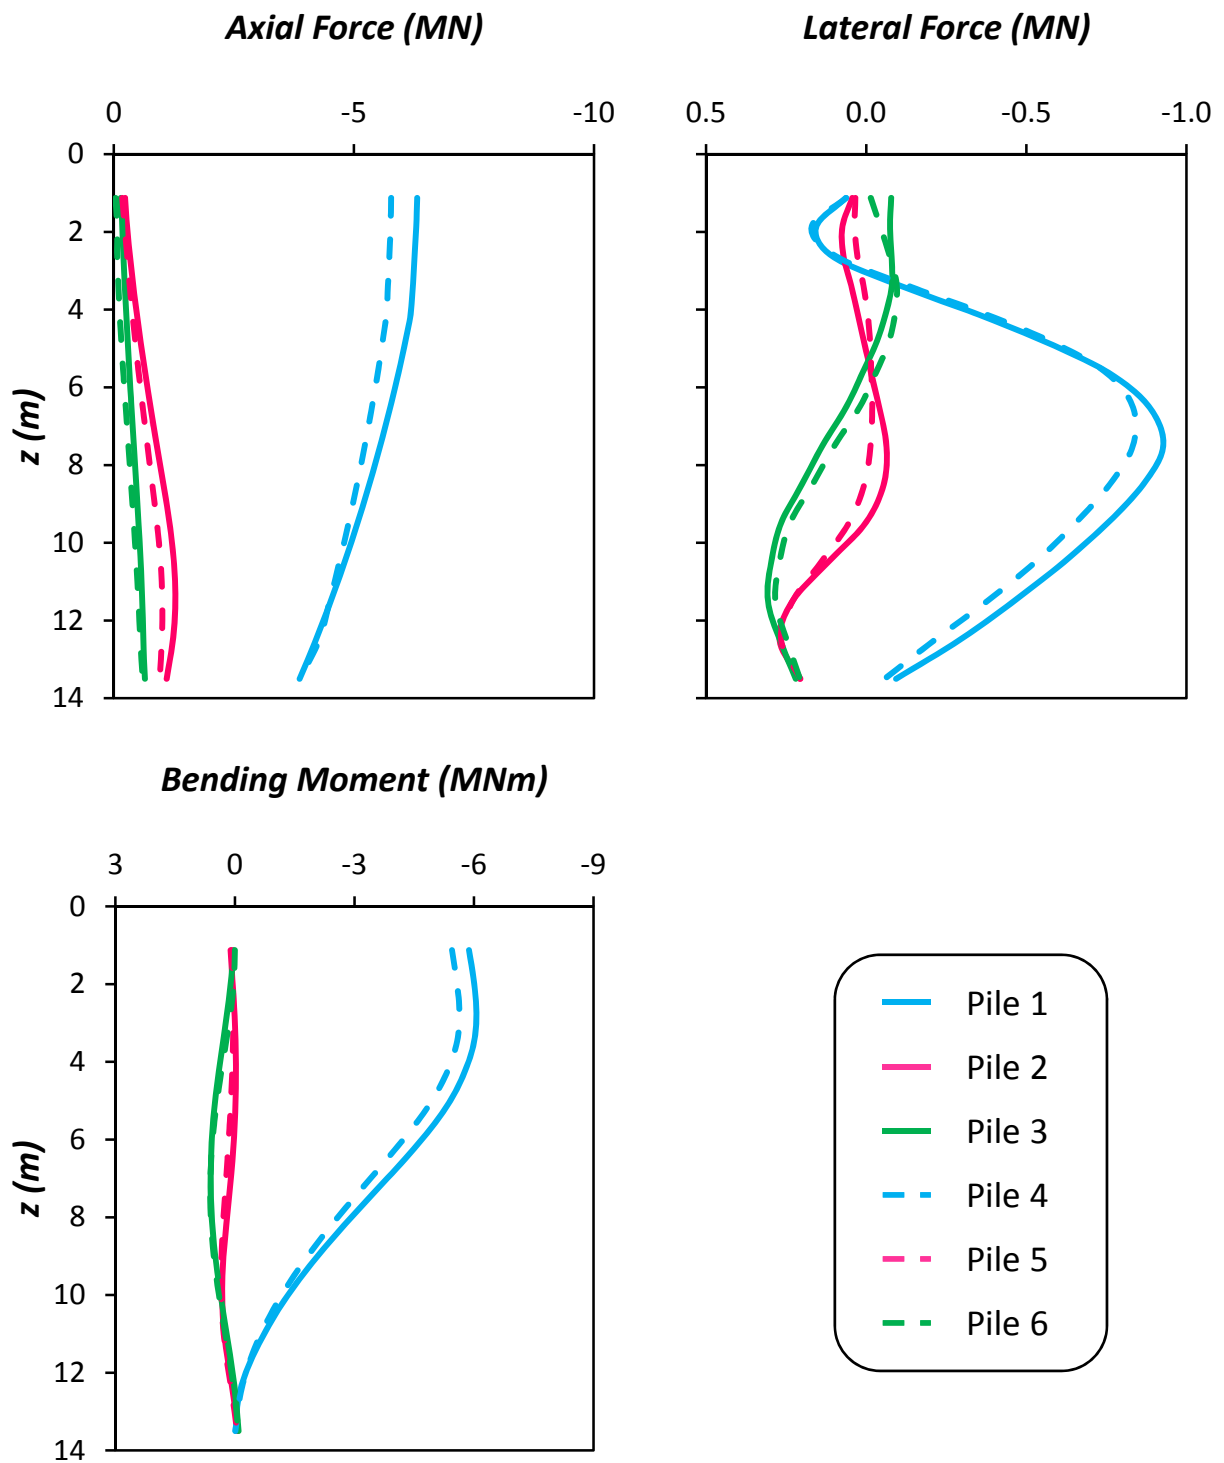 Axial Force (MN)
Lateral Force (MN)
0 -5 -10
0.5 0.0 -0.5 -1.0
0
2
4
6
8
10
12
14
z (m)
Bending Moment (MNm)
3 0 -3 -6 -9
0
2
4
6
8
10
12
14
z (m)
Pile 1
Pile 2
Pile 3
Pile 4
Pile 5
Pile 6